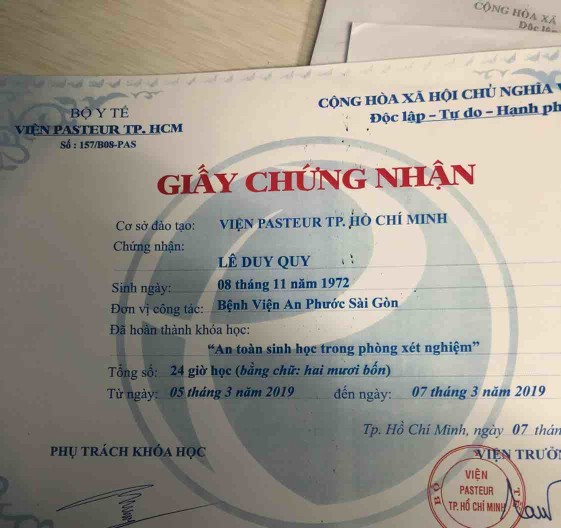 CỘNG HÒA XÃ
Độc lập
BỘ Y TẾ
VIỆN PASTEUR TP. HCM
Số : 157/B08-PAS
CỘNG HÒA XÃ HỘI CHỦ NGHĨA
Độc lập - Tự do - Hạnh ph
GIẤY CHỨNG NHẬN
Cơ sở đào tạo: VIỆN PASTEUR TP. HỒ CHÍ MINH
Chứng nhận:
LÊ DUY QUY
Sinh ngày: 08 tháng 11 năm 1972
Đơn vị công tác: Bệnh Viện An Phước Sài Gòn
Đã hoàn thành khóa học:
“An toàn sinh học trong phòng xét nghiệm”
Tổng số: 24 giờ học (bằng chữ: hai mươi bốn)
Từ ngày: 05 tháng 3 năm 2019 đến ngày: 07 tháng 3 năm 2019
Tp. Hồ Chí Minh, ngày 07 thán
PHỤ TRÁCH KHÓA HỌC
VIỆN TRƯỞN
BỘ
VIỆN
PASTEUR
TP. HỒ CHÍ MINH
TẾ